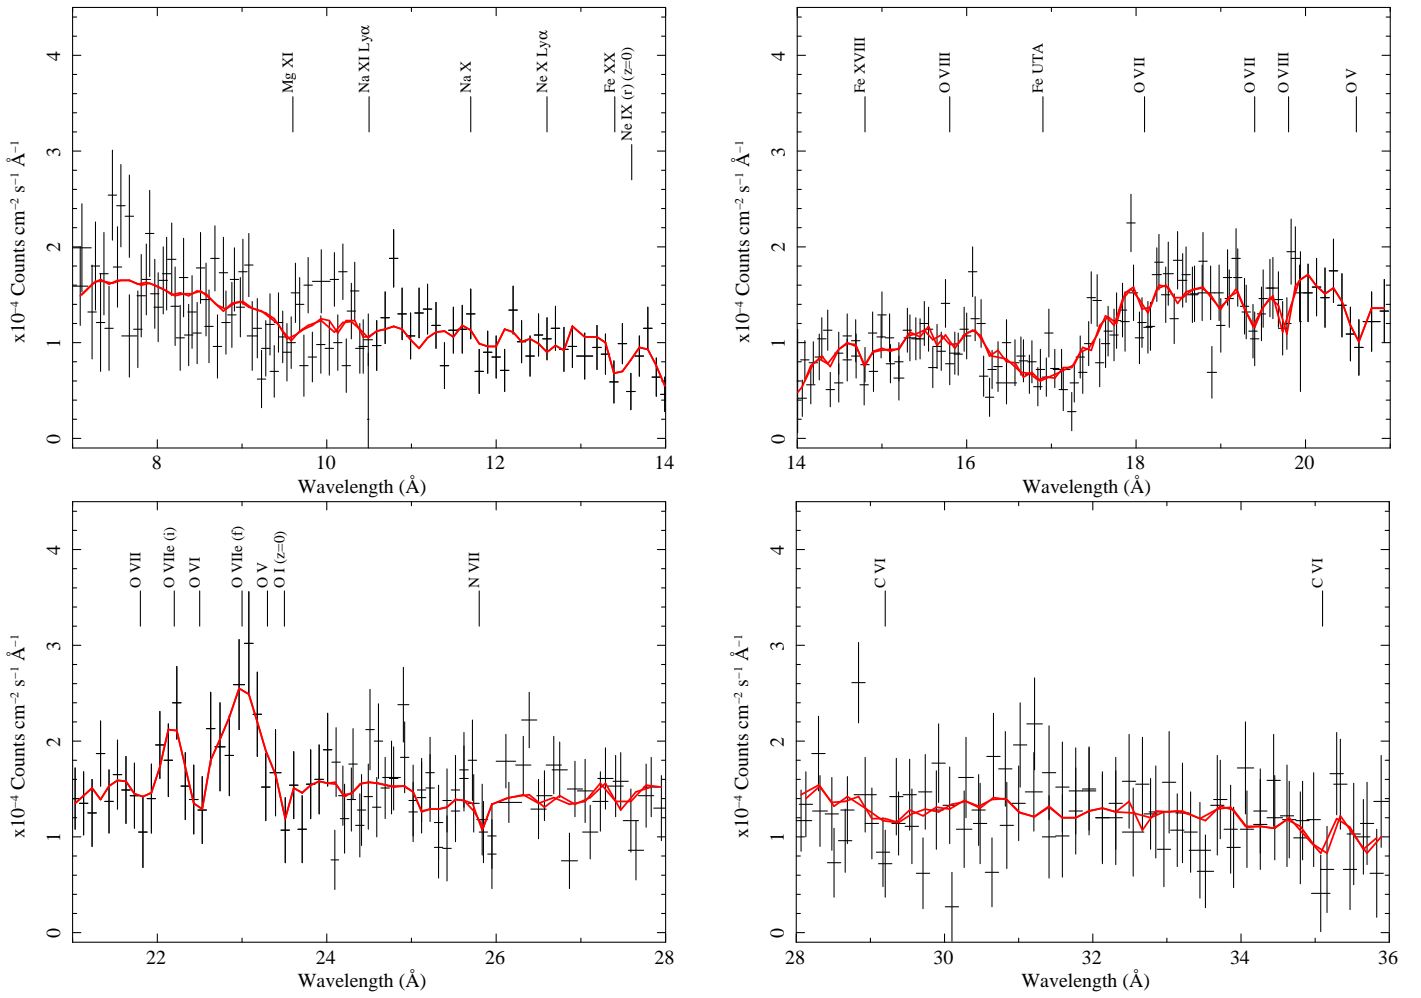 Mg XI
Na XI Lyα
Na X
Ne X Lyα
Fe XX
Ne IX (r) (z=0)
x10−4 Counts cm−2 s−1 Å−1
4
3
2
1
0
8 10 12 14
Wavelength (Å)
Fe XVIII
O VIII
Fe UTA
O VII
O VII
O VIII
O V
x10−4 Counts cm−2 s−1 Å−1
4
3
2
1
0
14 16 18 20
Wavelength (Å)
O VII
O VIIe (i)
O VI
O VIIe (f)
O V
O I (z=0)
N VII
x10−4 Counts cm−2 s−1 Å−1
4
3
2
1
0
22 24 26 28
Wavelength (Å)
C VI
C VI
x10−4 Counts cm−2 s−1 Å−1
4
3
2
1
0
28 30 32 34 36
Wavelength (Å)